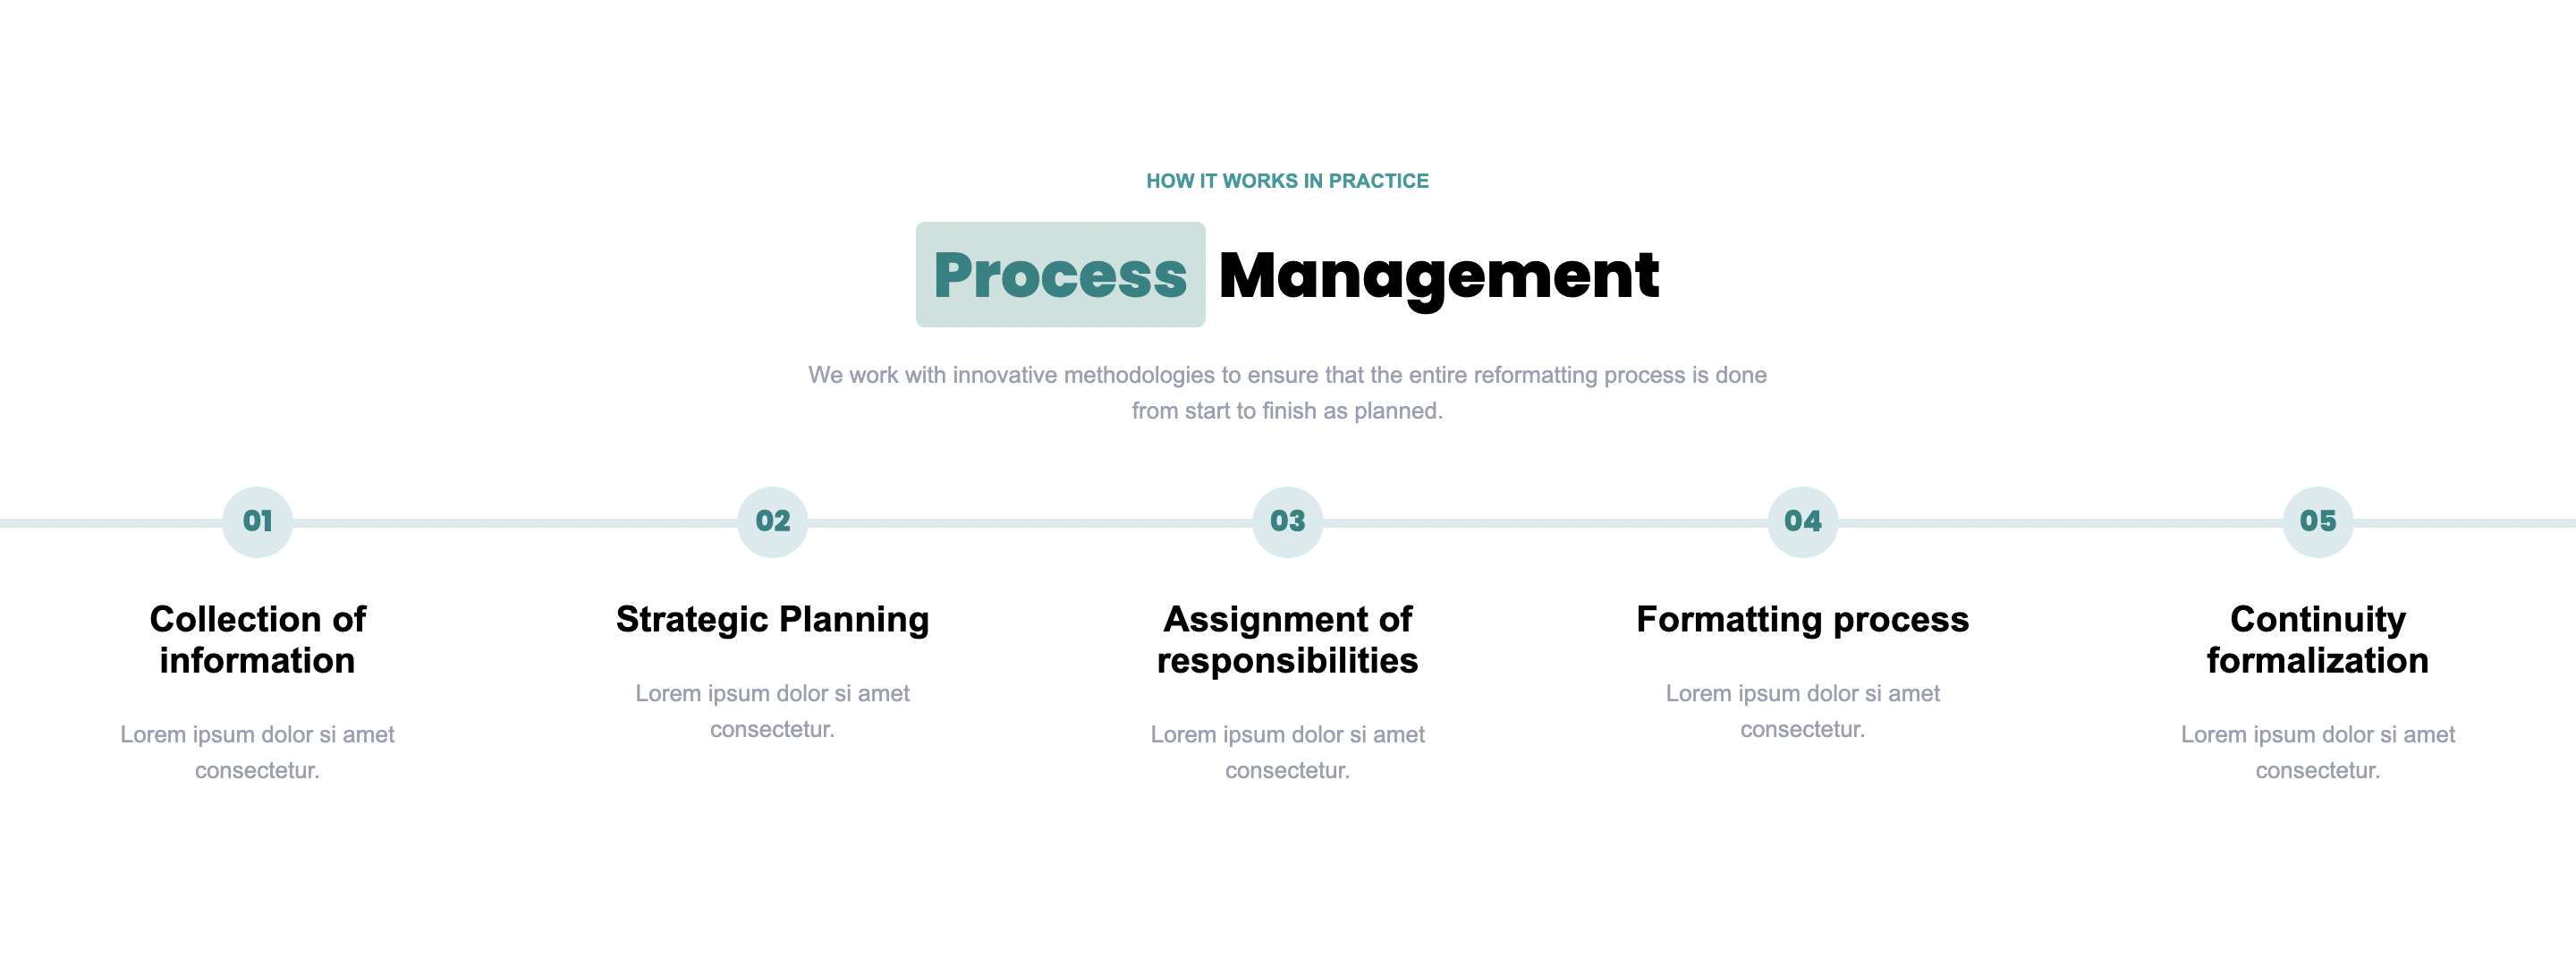 HOW IT WORKS IN PRACTICE
Process Management
We work with innovative methodologies to ensure that the entire reformatting process is done
from start to finish as planned.
01
Collection of
information
Lorem ipsum dolor si amet
consectetur.
02
Strategic Planning
Lorem ipsum dolor si amet
consectetur.
03
Assignment of
responsibilities
Lorem ipsum dolor si amet
consectetur.
04
Formatting process
Lorem ipsum dolor si amet
consectetur.
05
Continuity
formalization
Lorem ipsum dolor si amet
consectetur.